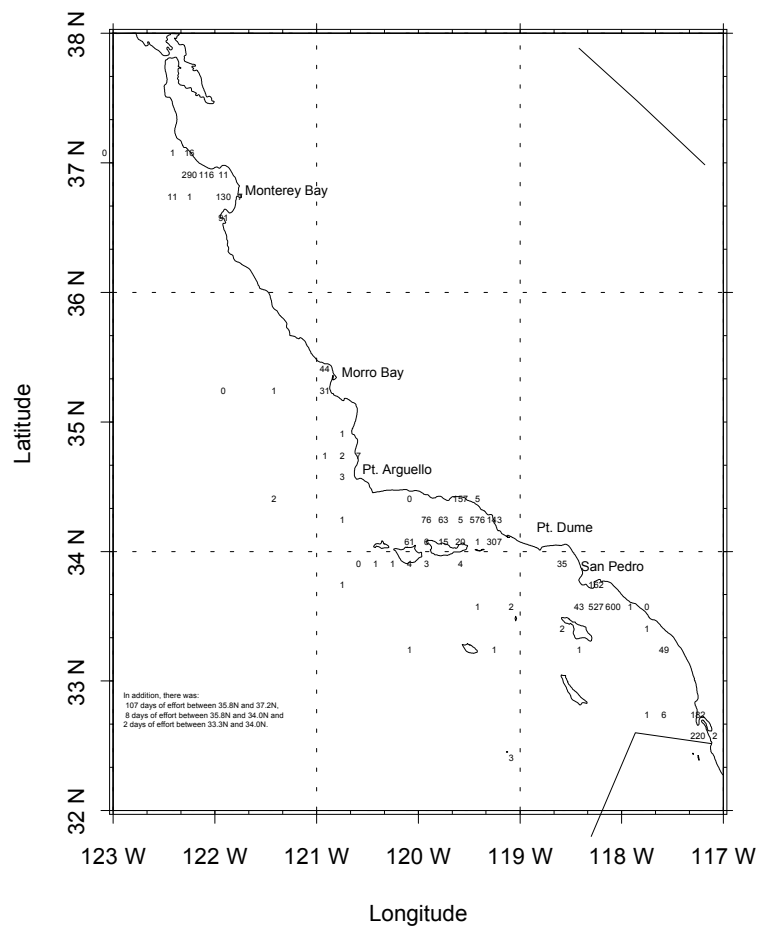 38 N
0 1 16
37 N
290 116 11
11 1 130
Monterey Bay
91
36 N
44
Morro Bay
0 1 31
35 N
1
1 2 7
Pt. Arguello
3
2 0 157 5
1 76 63 5 576 143
Pt. Dume
61 6 15 29 1 307
34 N
0 1 1 4 3 4 35
San Pedro
1 162
1 2 43 527 600 1 0
2 1
1 1 1 49
33 N
In addition, there was:
107 days of effort between 35.8N and 37.2N,
8 days of effort between 35.8N and 34.0N and
2 days of effort between 33.3N and 34.0N.
1 6 182
220 2
3
32 N
Latitude
123 W 122 W 121 W 120 W 119 W 118 W 117 W
Longitude